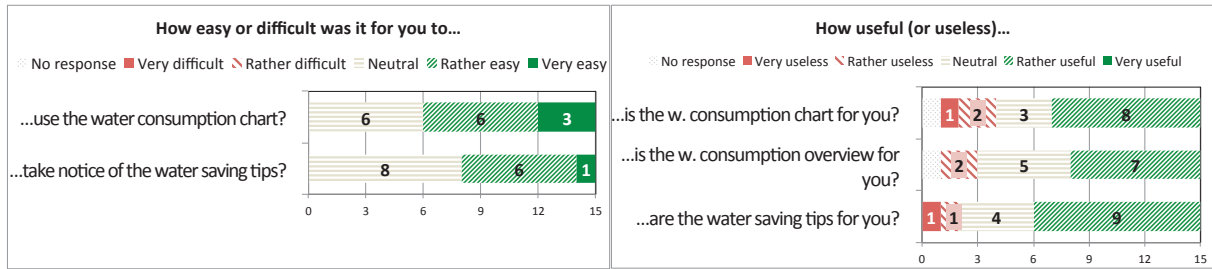 How easy or difficult was it for you to...
No response Very difficult Rather difficult Neutral Rather easy Very easy
...use the water consumption chart?
6 6 3
...take notice of the water saving tips?
8 6 1
0 3 6 9 12 15
How useful (or useless)...
No response Very useless Rather useless Neutral Rather useful Very useful
...is the w. consumption chart for you?
1 2 3 8
...is the w. consumption overview for
you?
2 5 7
...are the water saving tips for you?
1 1 4 9
0 3 6 9 12 15